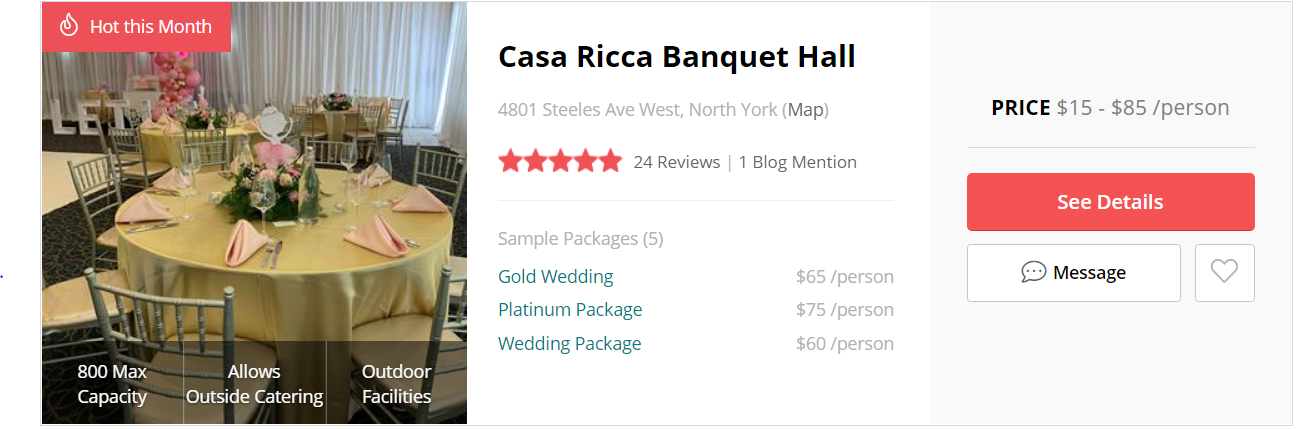 Hot this Month
LET
800 Max
Capacity
Allows
Outside Catering
Outdoor
Facilities
Casa Ricca Banquet Hall
4801 Steeles Ave West, North York (Map)
24 Reviews | 1 Blog Mention
Sample Packages (5)
Gold Wedding $65 /person
Platinum Package $75 /person
Wedding Package $60 /person
PRICE $15 - $85 /person
See Details
Message